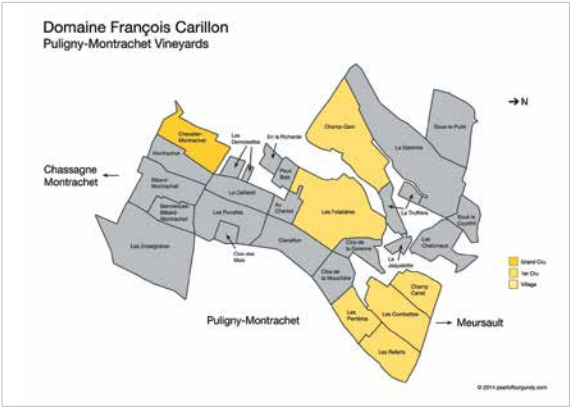 Domaine François Carillon
Puligny-Montrachet Vineyards
N
Sous-le-Puits
Champ-Gain
La Garenne
En la Richarde
Les
Demoiselles
Chevalier-
Montrachet
Montrachet
Chassagne
Montrachet
Bâtard-
Montrachet
Bienvenues-
Bâtard-
Montrachet
Les Enseignères
Le Cailleret
Les Pucelles
Clos des
Meix
Peux
Bois
Au
Chaniot
Les Folatières
Clavaillon
Clos de
la Garenne
Clos de
la Mouchère
La Truffière
La
Jaquelotte
Les
Chalumaux
Sous le
Courthil
Champ
Canet
Les Combettes
Les
Perrières
Les Referts
Grand Cru
1er Cru
Village
Puligny-Montrachet
Meursault
© 2014 pearlofburgundy.com